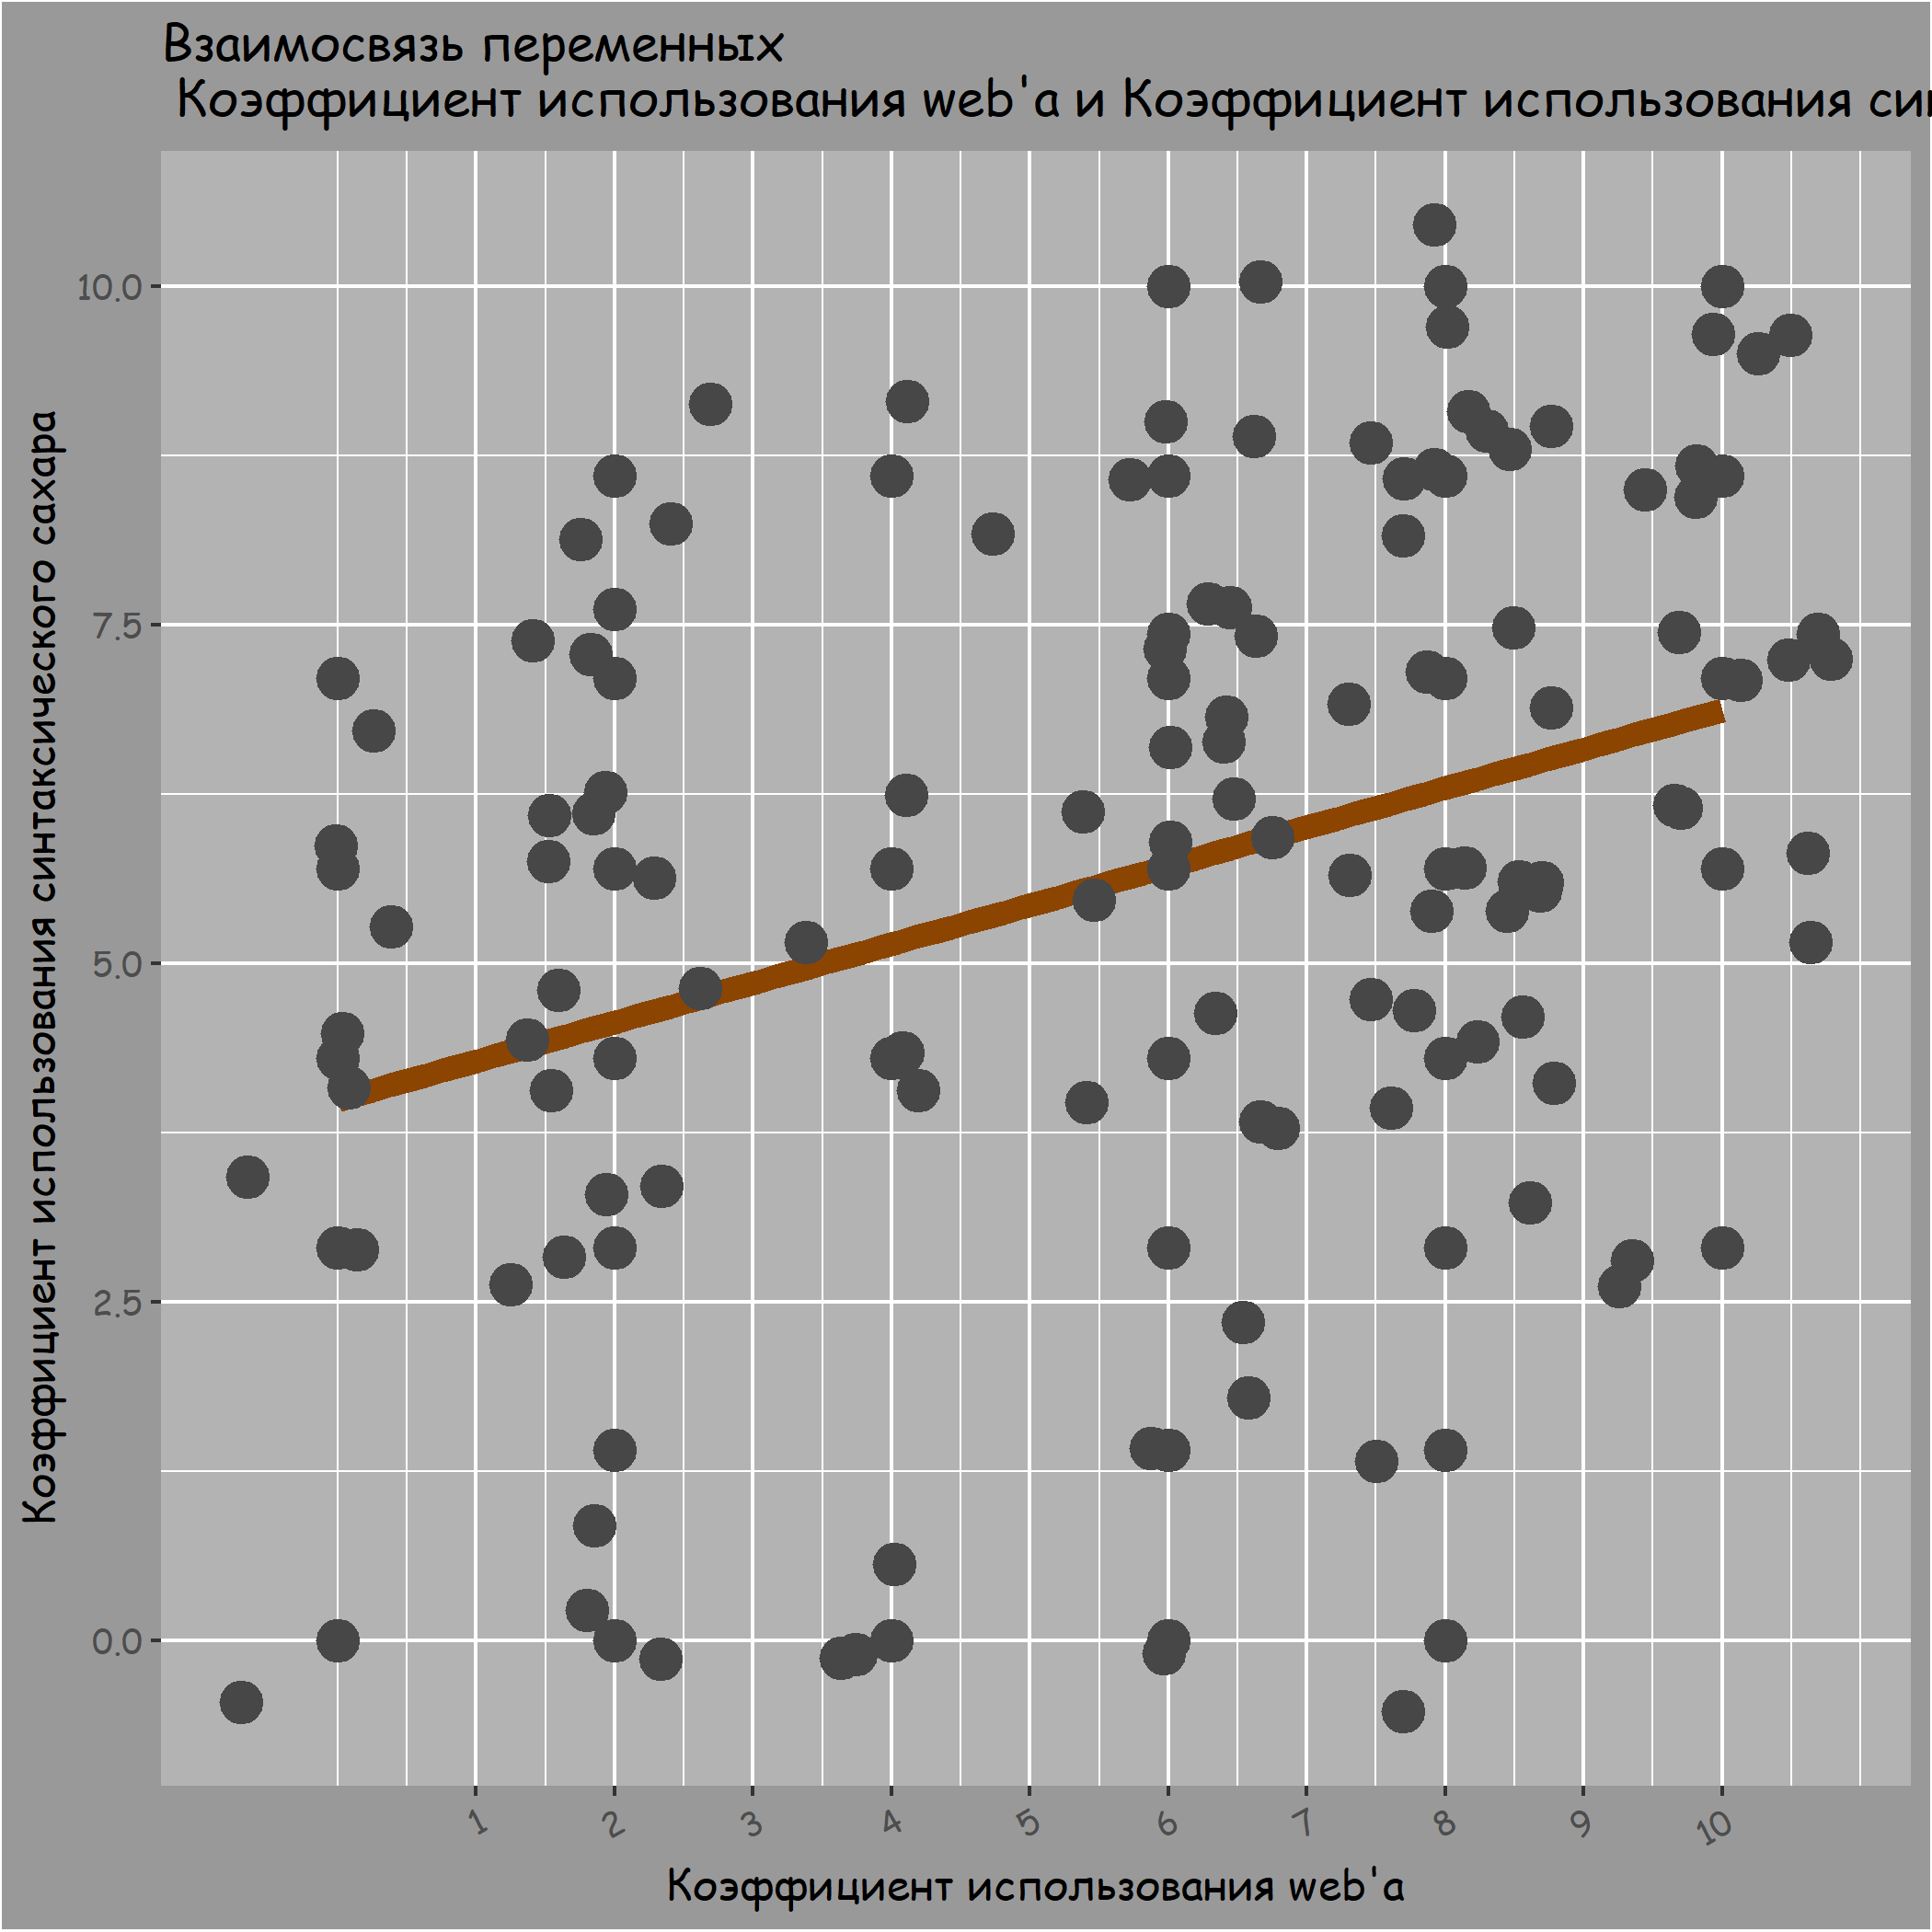 Взаимосвязь переменных
Коэффициент использования web'а и Коэффициент использования
Коэффициент использования синтаксического сахара
10.0
7.5
5.0
2.5
0.0
1 2 3 4 5 6 7 8 9 10
Коэффициент использования web'а